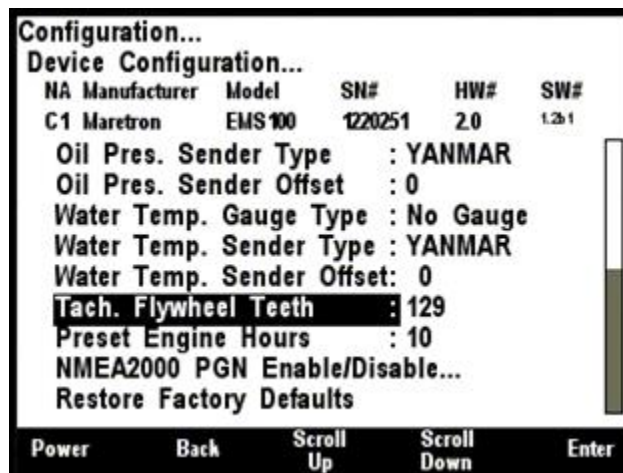 Configuration...
Device Configuration...
NA Manufacturer Model SN# HW# SW#
C1 Maretron EMS100 1220251 2.0 1.2b1
Oil Pres. Sender Type : YANMAR
Oil Pres. Sender Offset : 0
Water Temp. Gauge Type : No Gauge
Water Temp. Sender Type : YANMAR
Water Temp. Sender Offset: 0
Tach. Flywheel Teeth : 129
Preset Engine Hours : 10
NMEA2000 PGN Enable/Disable...
Restore Factory Defaults
Power Back Scroll Up Scroll Down Enter